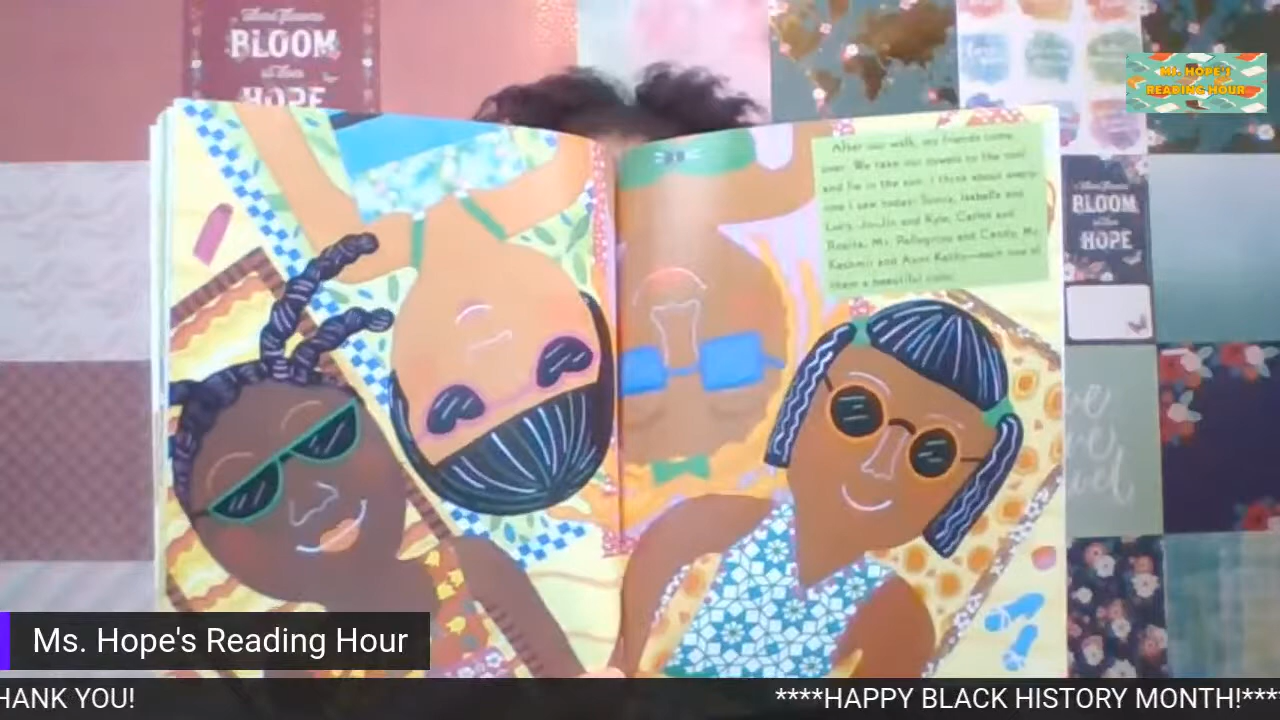 BLOOM
HOPE
MS. HOPE'S
READING HOUR
After our walk, my friends come
over. We take our towels to the roof
and lie in the sun. I think about every-
one I saw today: Sonia, Isabella and
Lucy, Jo-Jin and Kyle, Carlos and
Rosita, Mr. Pellegrino and Candy, Mr.
Kashmir and Aunt Kathy—each one of
them a beautiful color.
BLOOM
HOPE
Ms. Hope's Reading Hour
HANK YOU!
****HAPPY BLACK HISTORY MONTH!****